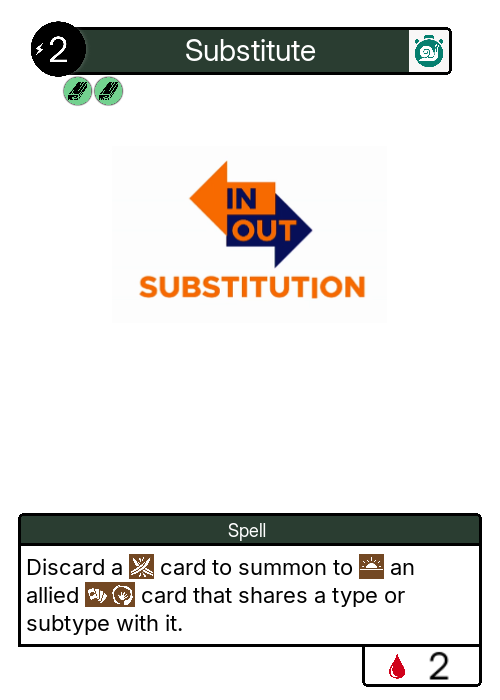 2
Substitute
IN
OUT
SUBSTITUTION
Spell
Discard a card to summon to an
allied card that shares a type or
subtype with it.
2